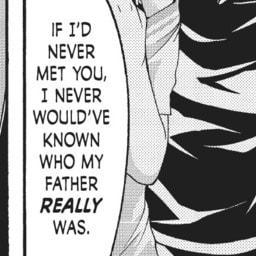 IF I'D
NEVER
MET YOU,
I NEVER
WOULD'VE
KNOWN
WHO MY
FATHER
REALLY
WAS.